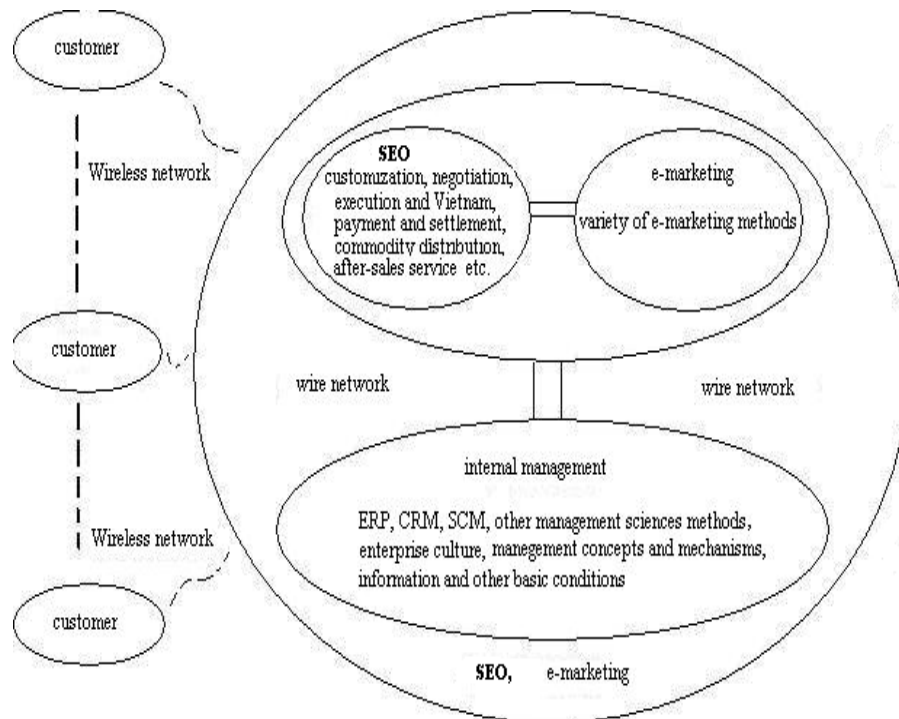 customer
Wireless network
SEO
customization, negotiation,
execution and Vietnam,
payment and settlement,
commodity distribution,
after-sales service etc.
e-marketing
variety of e-marketing methods
customer
wire network
wire network
internal management
ERP, CRM, SCM, other management sciences methods,
enterprise culture, manegement concepts and mechanisms,
information and other basic conditions
Wireless network
customer
SEO, e-marketing